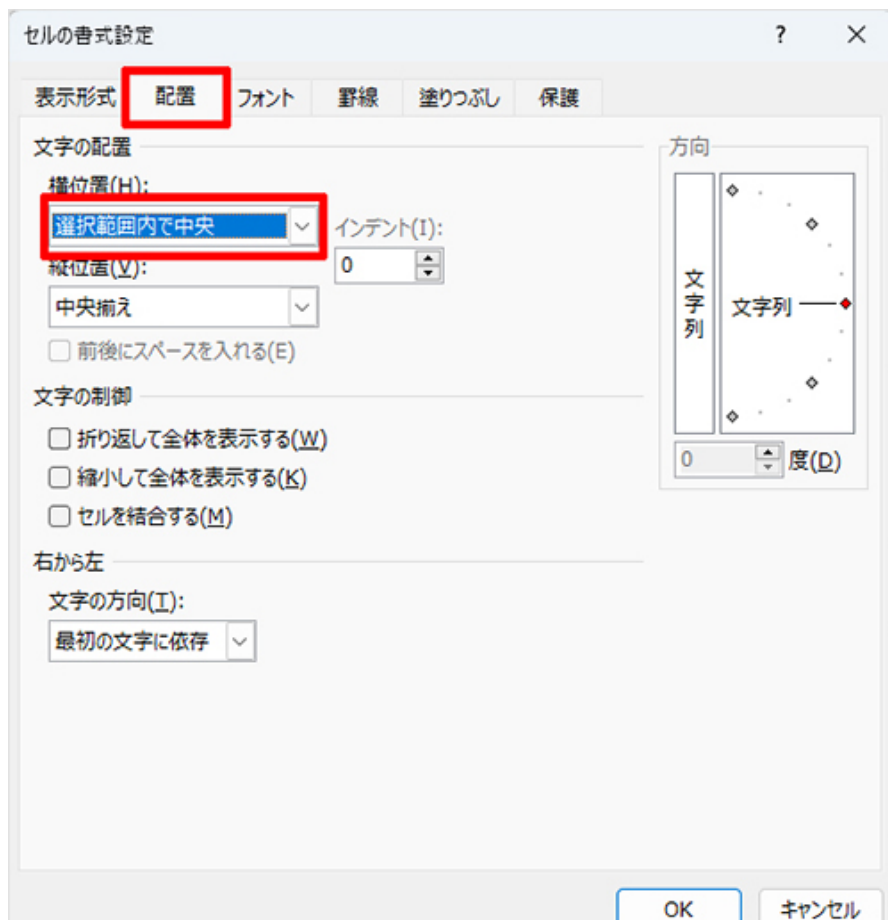 セルの書式設定 ?
表示形式 配置 フォント 罫線 塗りつぶし 保護
文字の配置
横位置(H):
選択範囲内で中央
インデント(I):
0
縦位置(V):
中央揃え
前後にスペースを入れる(E)
文字の制御
折り返して全体を表示する(W)
縮小して全体を表示する(K)
セルを結合する(M)
右から左
文字の方向(T):
最初の文字に依存
方向
文字列
文字列
0 度(D)
OK キャンセル